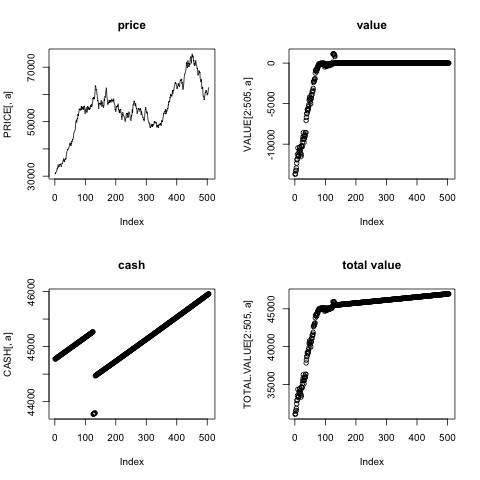 price
PRICE[, a]
30000
50000
70000
0 100 200 300 400 500
Index
value
VALUE[2:505, a]
-10000
-5000
0
0 100 200 300 400 500
Index
cash
CASH[, a]
44000
45000
46000
0 100 200 300 400 500
Index
total value
TOTAL.VALUE[2:505, a]
35000
40000
45000
0 100 200 300 400 500
Index